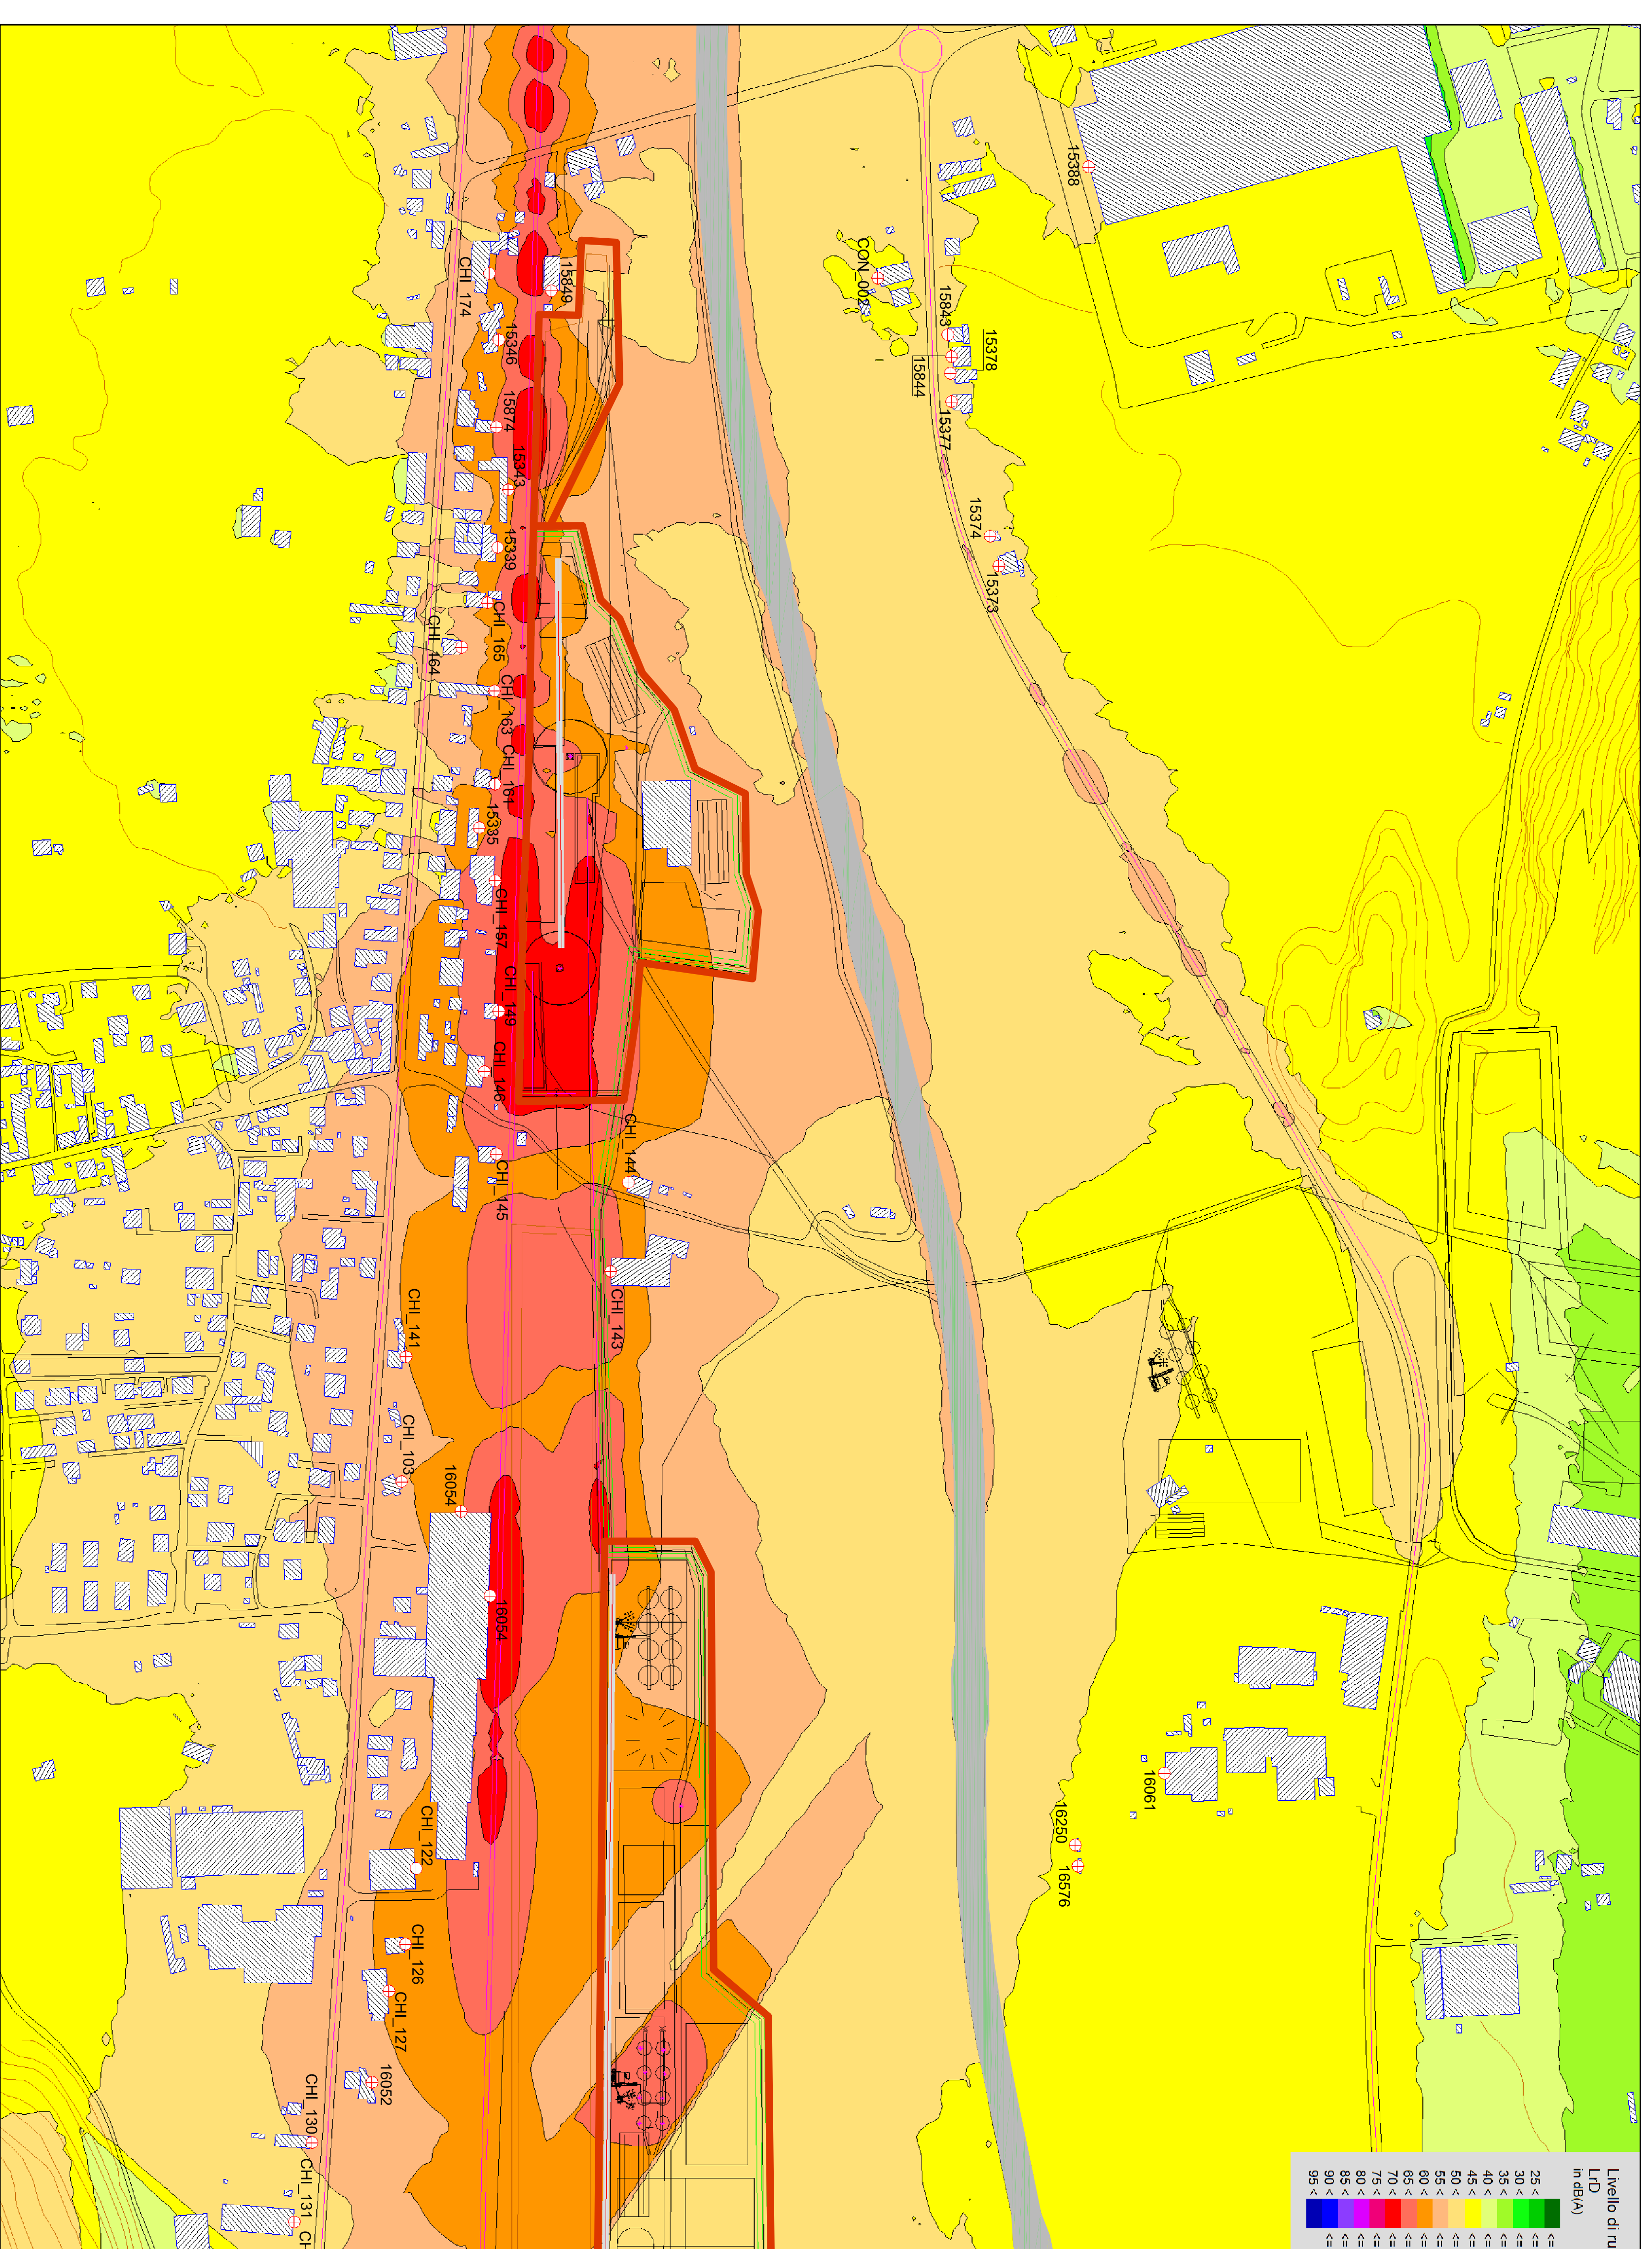 15388
CON_002
15843
15378
15844
15377
15374
15373
CHI_174
15849
15346
15874
15343
15339
CHI_165
CHI_164
CHI_163
CHI_161
15335
CHI_157
CHI_149
CHI_146
CHI_145
CHI_144
CHI_143
CHI_141
CHI_103
16054
16054
CHI_122
CHI_126
CHI_127
16052
CHI_130
CHI_131
16061
16250
16576
Livello di ru
LrD
in dB(A)
<=
25 < <=
30 < <=
35 < <=
40 < <=
45 < <=
50 < <=
55 < <=
60 < <=
65 < <=
70 < <=
75 < <=
80 < <=
85 < <=
90 < <=
95 <